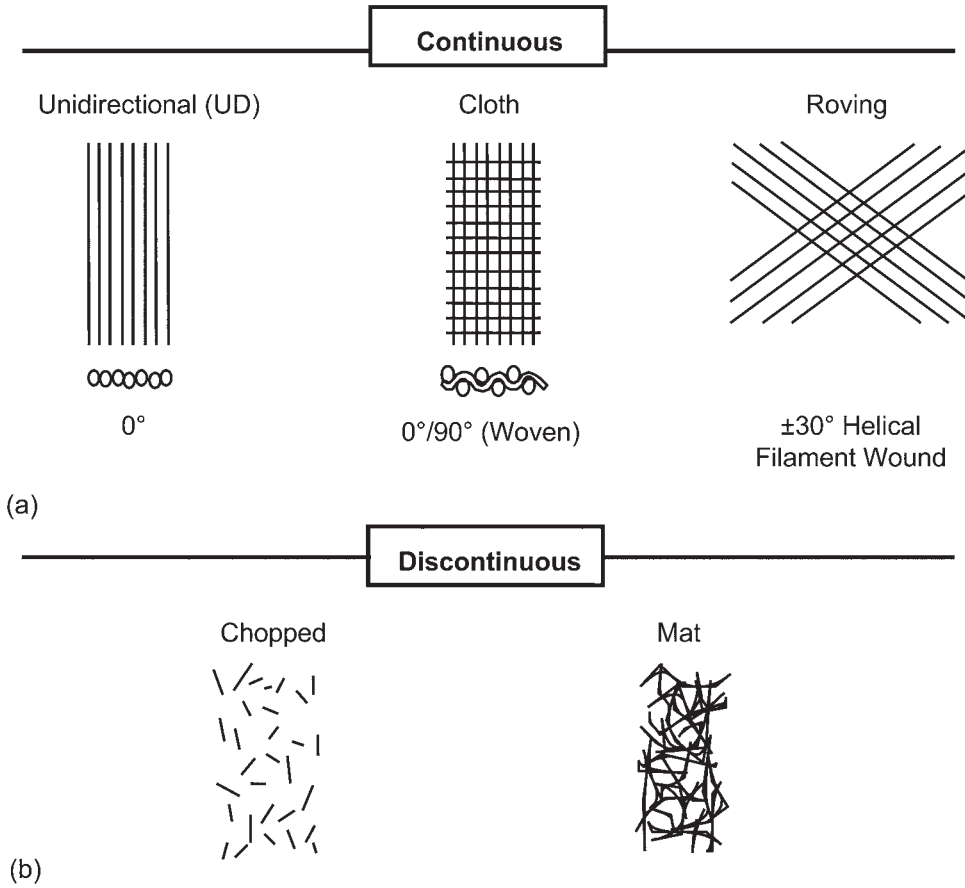 Continuous
Unidirectional (UD)
Cloth
Roving
0°
0°/90° (Woven)
±30° Helical
Filament Wound
(a)
Discontinuous
Chopped
Mat
(b)